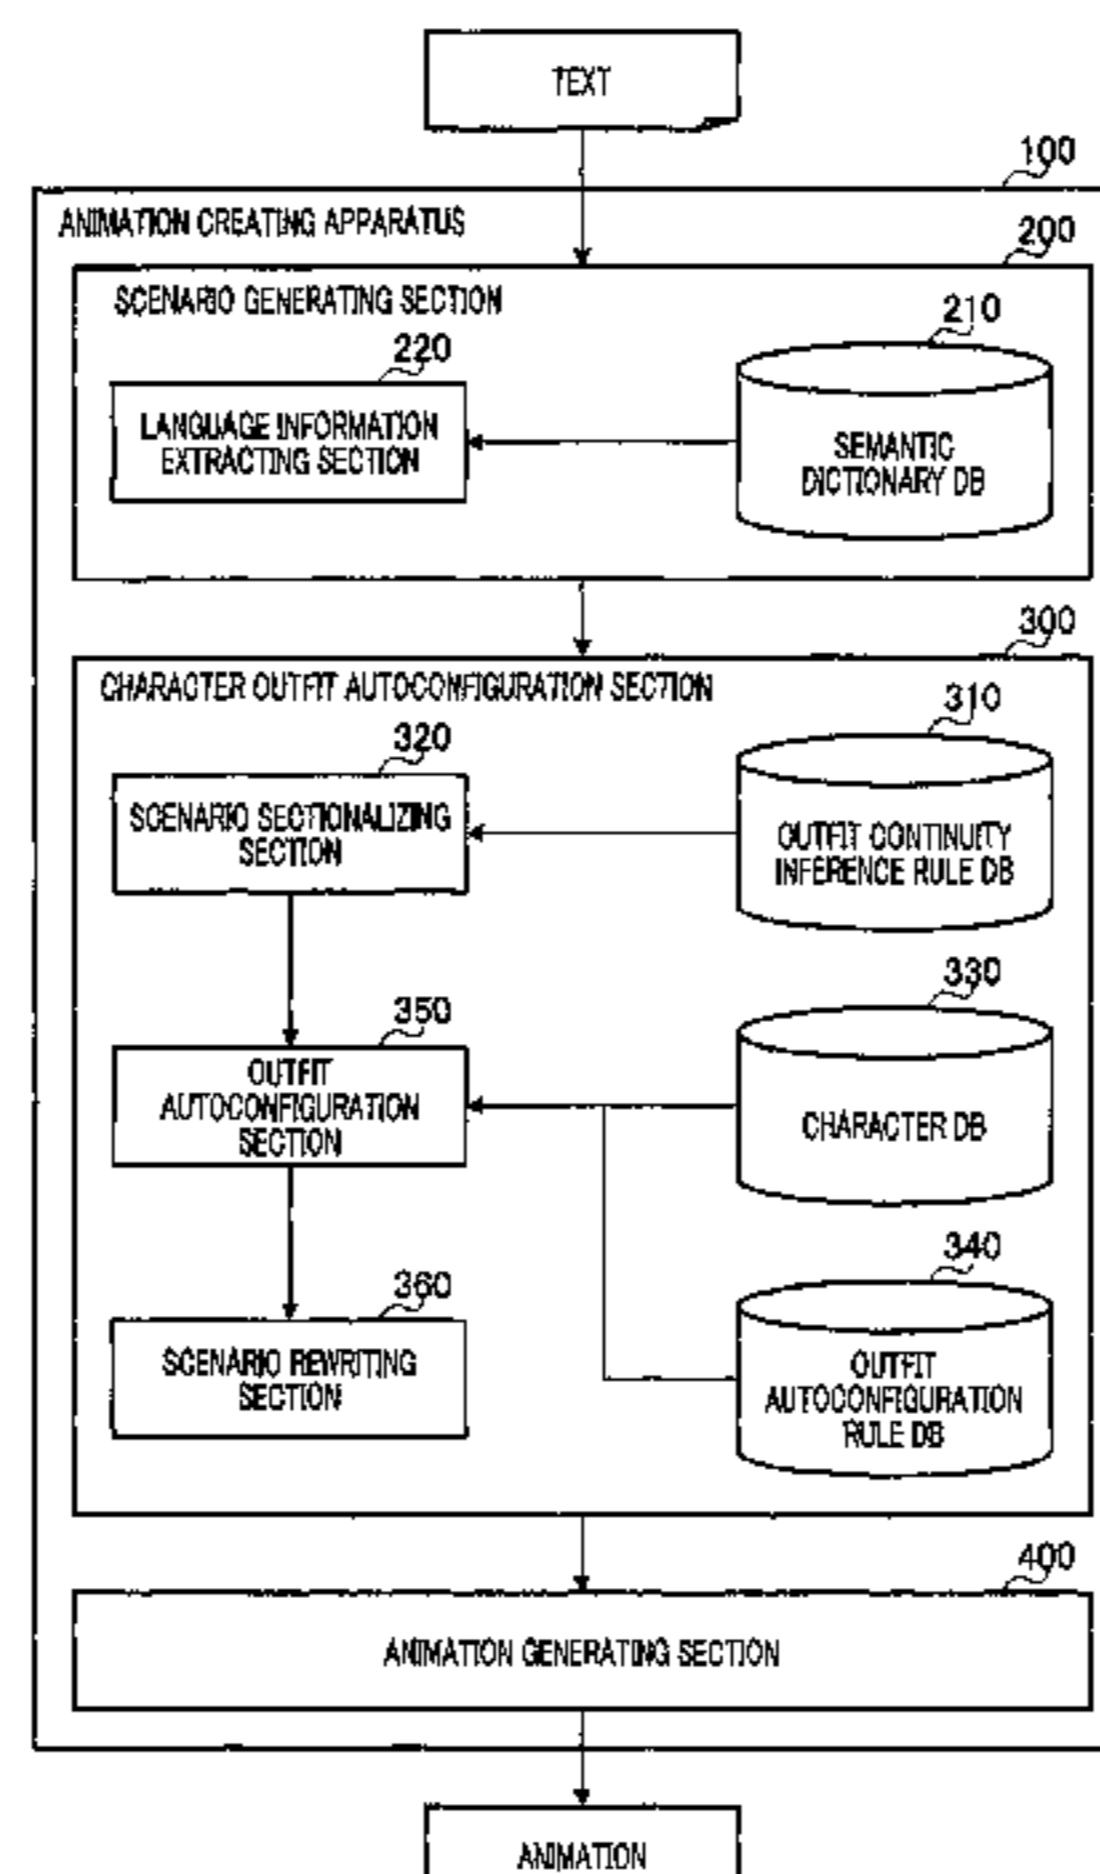 TEXT
100
ANIMATION CREATING APPARATUS
200
SCENARIO GENERATING SECTION
210
220
LANGUAGE INFORMATION
EXTRACTING SECTION
SEMANTIC
DICTIONARY DB
300
CHARACTER OUTFIT AUTOCONFIGURATION SECTION
310
320
SCENARIO SECTIONALIZING
SECTION
OUTFIT CONTINUITY
INFERENCE RULE DB
330
350
OUTFIT
AUTOCONFIGURATION
SECTION
CHARACTER DB
340
360
SCENARIO REWRITING
SECTION
OUTFIT
AUTOCONFIGURATION
RULE DB
400
ANIMATION GENERATING SECTION
ANIMATION